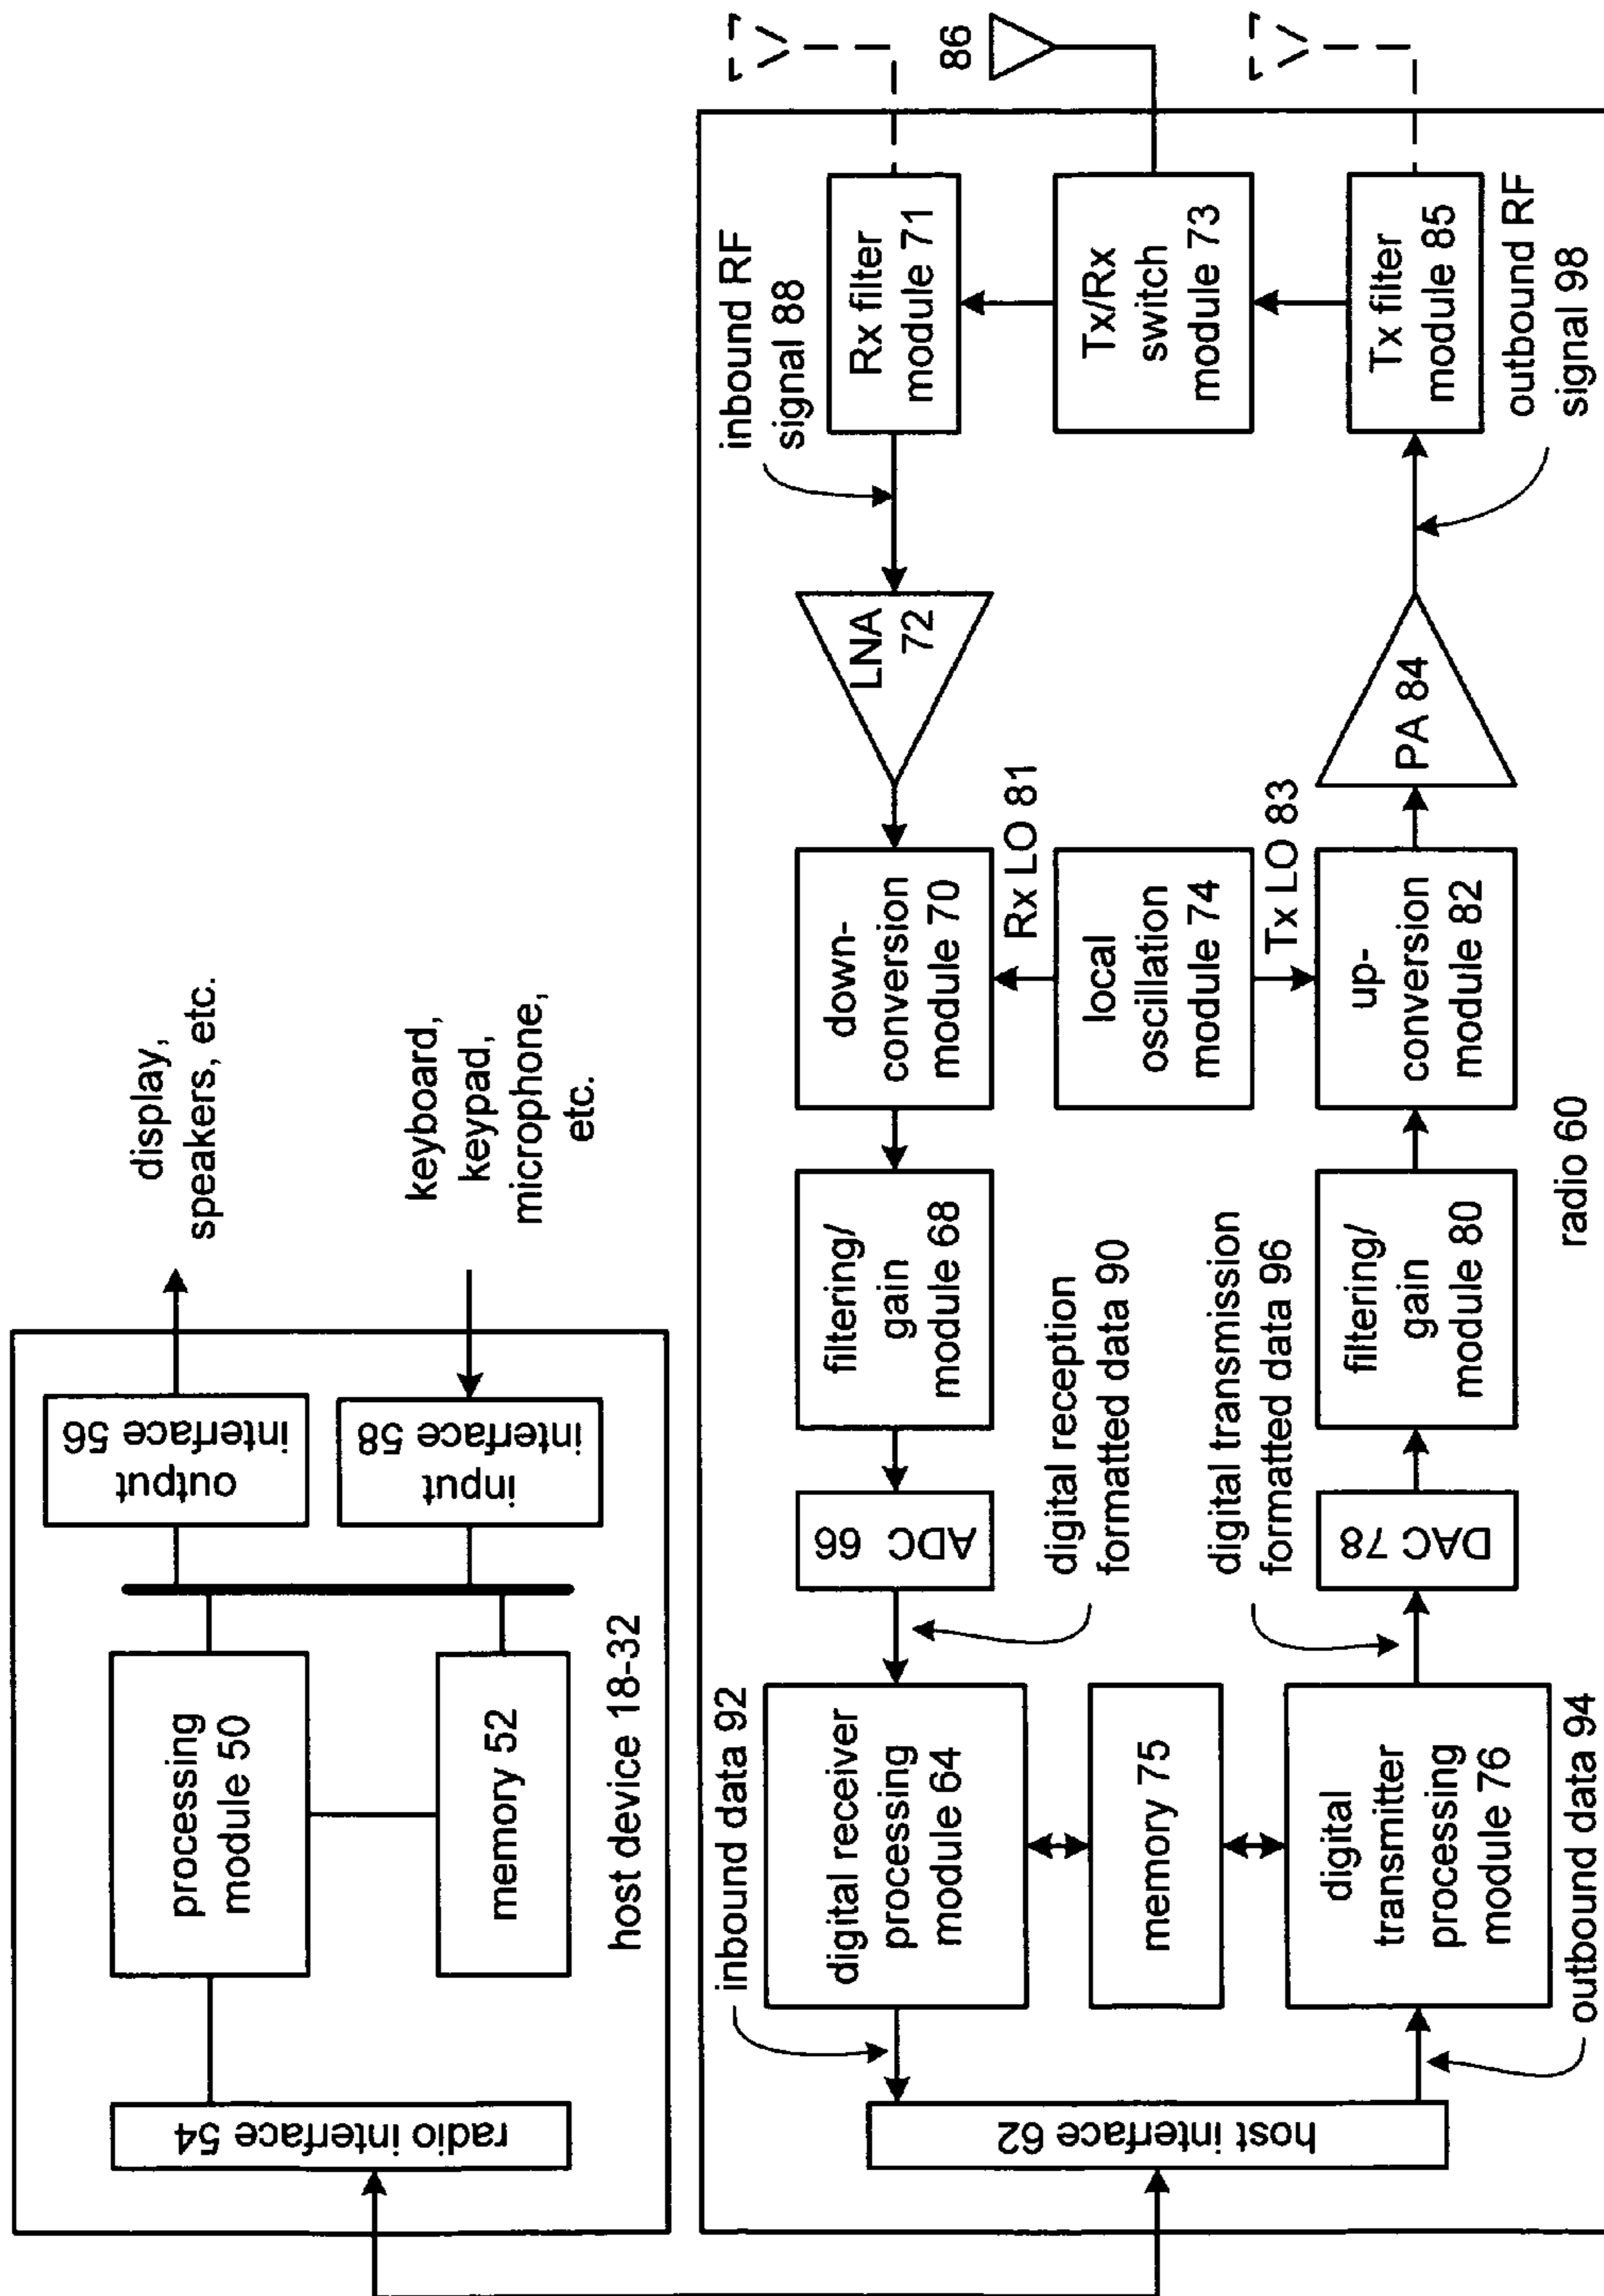 radio interface 54
processing
module 50
memory 52
host device 18-32
output
interface 56
input
interface 58
display,
speakers, etc.
keyboard,
keypad,
microphone,
etc.
host interface 62
inbound data 92
digital receiver
processing
module 64
memory 75
digital
transmitter
processing
module 76
outbound data 94
ADC 66
digital reception
formatted data 90
digital transmission
formatted data 96
DAC 78
filtering/
gain
module 68
filtering/
gain
module 80
radio 60
down-
conversion
module 70
Rx LO 81
local
oscillation
module 74
Tx LO 83
up-
conversion
module 82
LNA
72
PA 84
inbound RF
signal 88
Rx filter
module 71
Tx/Rx
switch
module 73
Tx filter
module 85
outbound RF
signal 98
86